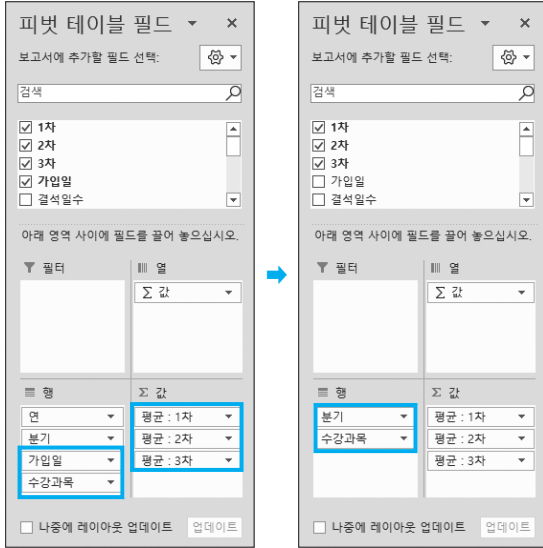 피벗 테이블 필드
보고서에 추가할 필드 선택:
검색
1차
2차
3차
가입일
결석일수
아래 영역 사이에 필드를 끌어 놓으십시오.
필터
열
Σ 값
행
Σ 값
연
분기
가입일
수강과목
평균 : 1차
평균 : 2차
평균 : 3차
나중에 레이아웃 업데이트
업데이트
피벗 테이블 필드
보고서에 추가할 필드 선택:
검색
1차
2차
3차
가입일
결석일수
아래 영역 사이에 필드를 끌어 놓으십시오.
필터
열
Σ 값
행
Σ 값
분기
수강과목
평균 : 1차
평균 : 2차
평균 : 3차
나중에 레이아웃 업데이트
업데이트